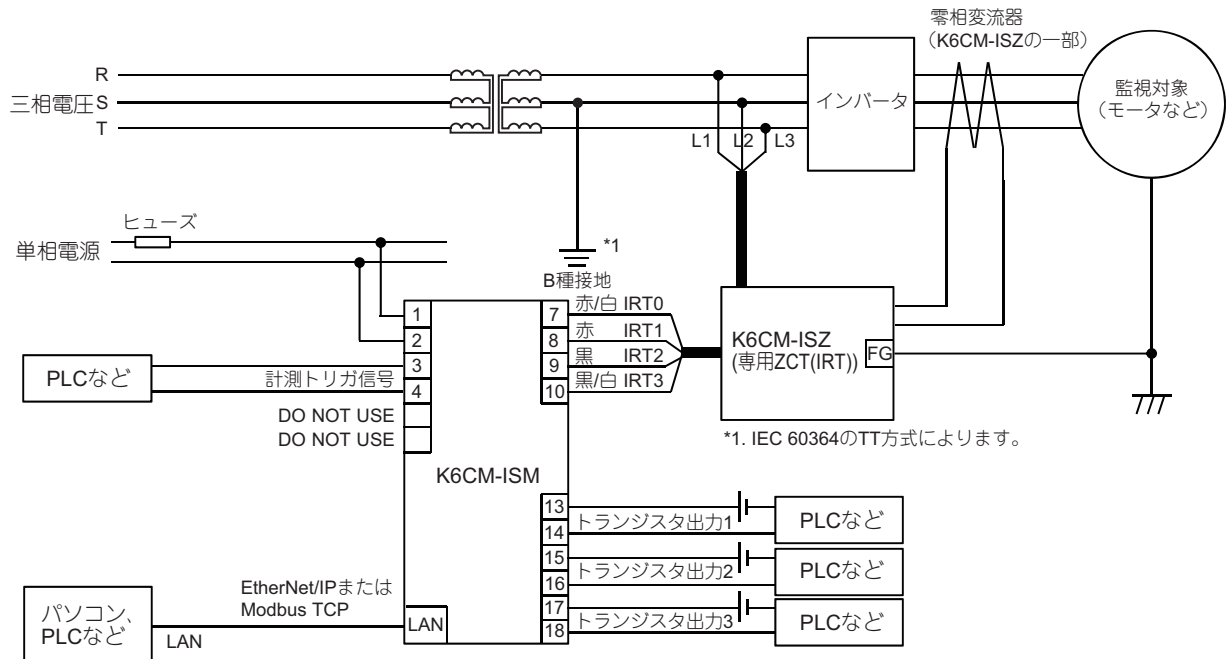 零相変流器
（K6CM-ISZの一部）
R
三相電圧 S
T
インバータ
監視対象
（モータなど）
L1 L2 L3
ヒューズ
単相電源
*1
B種接地
1
2
3
4
PLCなど
計測トリガ信号
DO NOT USE
DO NOT USE
7
8
9
10
赤/白 IRT0
赤 IRT1
黒 IRT2
黒/白 IRT3
K6CM-ISZ
(専用ZCT(IRT))
FG
*1. IEC 60364のTT方式によります。
K6CM-ISM
13
14
15
16
17
18
トランジスタ出力1
PLCなど
トランジスタ出力2
PLCなど
トランジスタ出力3
PLCなど
EtherNet/IPまたは
Modbus TCP
パソコン、
PLCなど
LAN
LAN